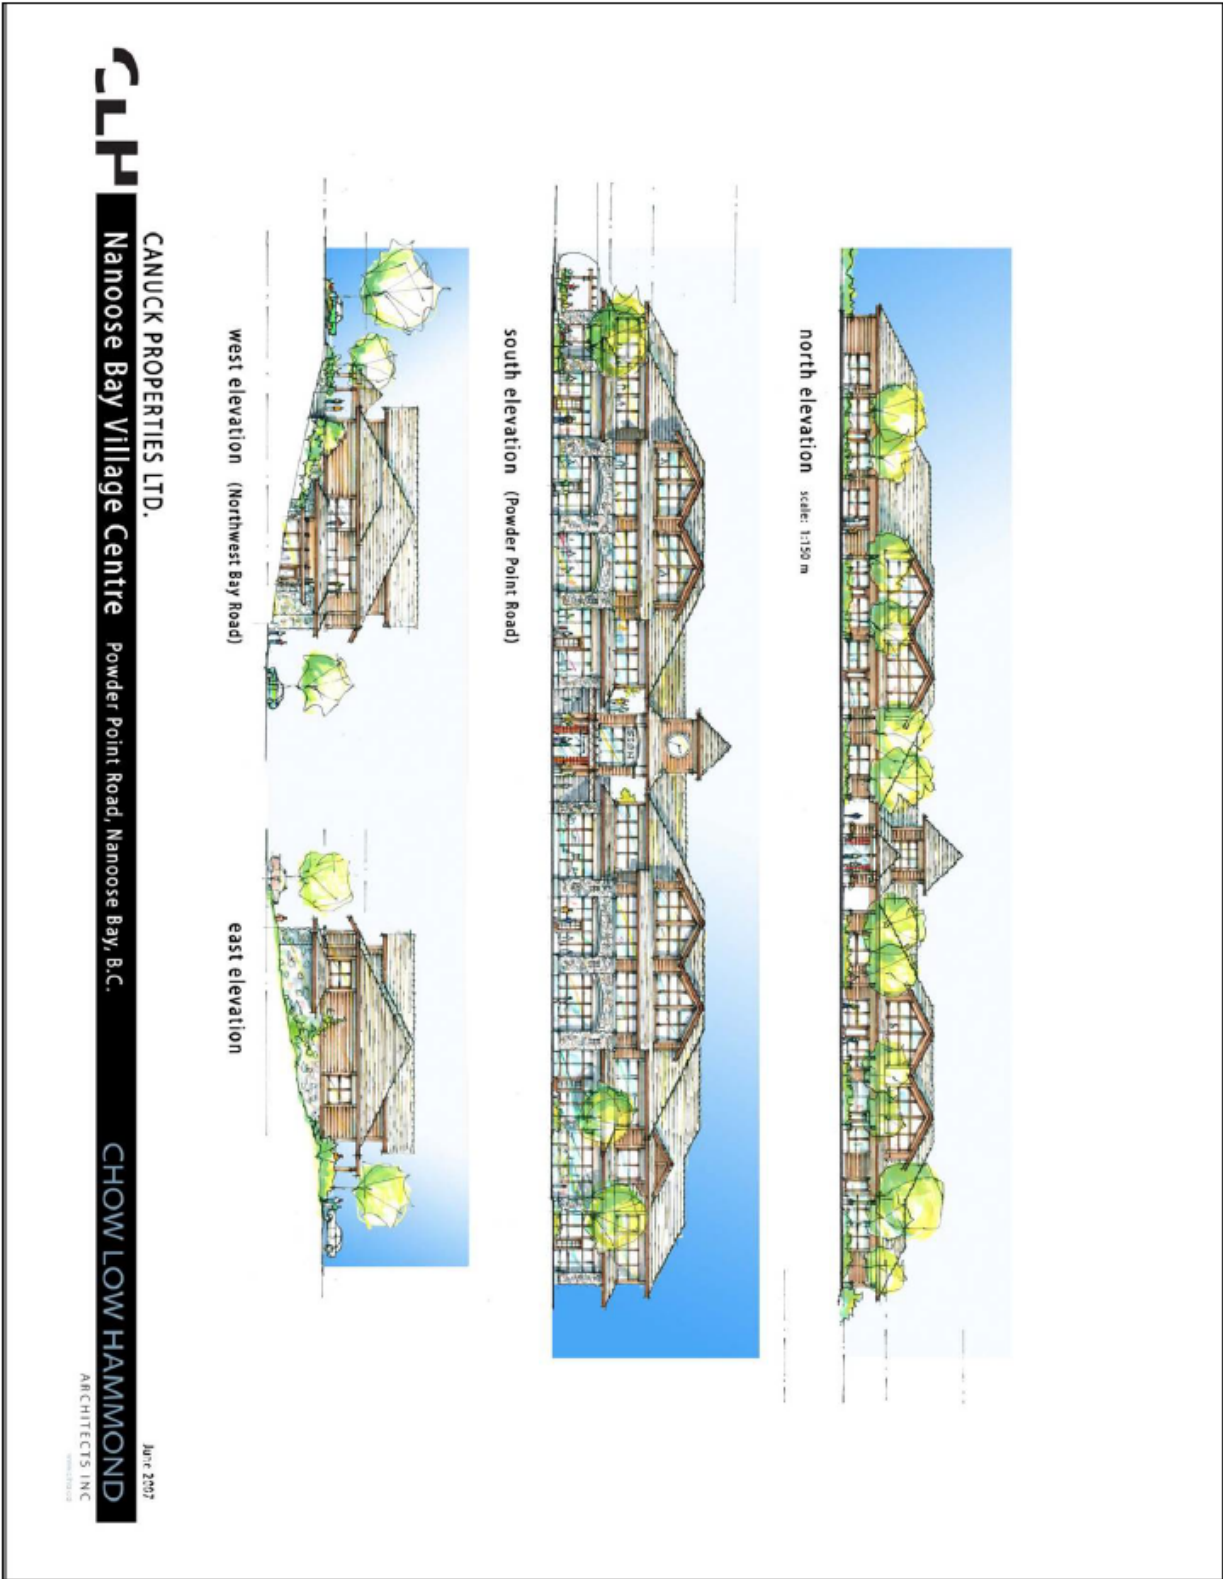 north elevation scale: 1:150 m
south elevation (Powder Point Road)
west elevation (Northwest Bay Road)
east elevation
CANUCK PROPERTIES LTD.
June 2007
CLH
Nanoose Bay Village Centre Powder Point Road, Nanoose Bay, B.C.
CHOW LOW HAMMOND
ARCHITECTS INC